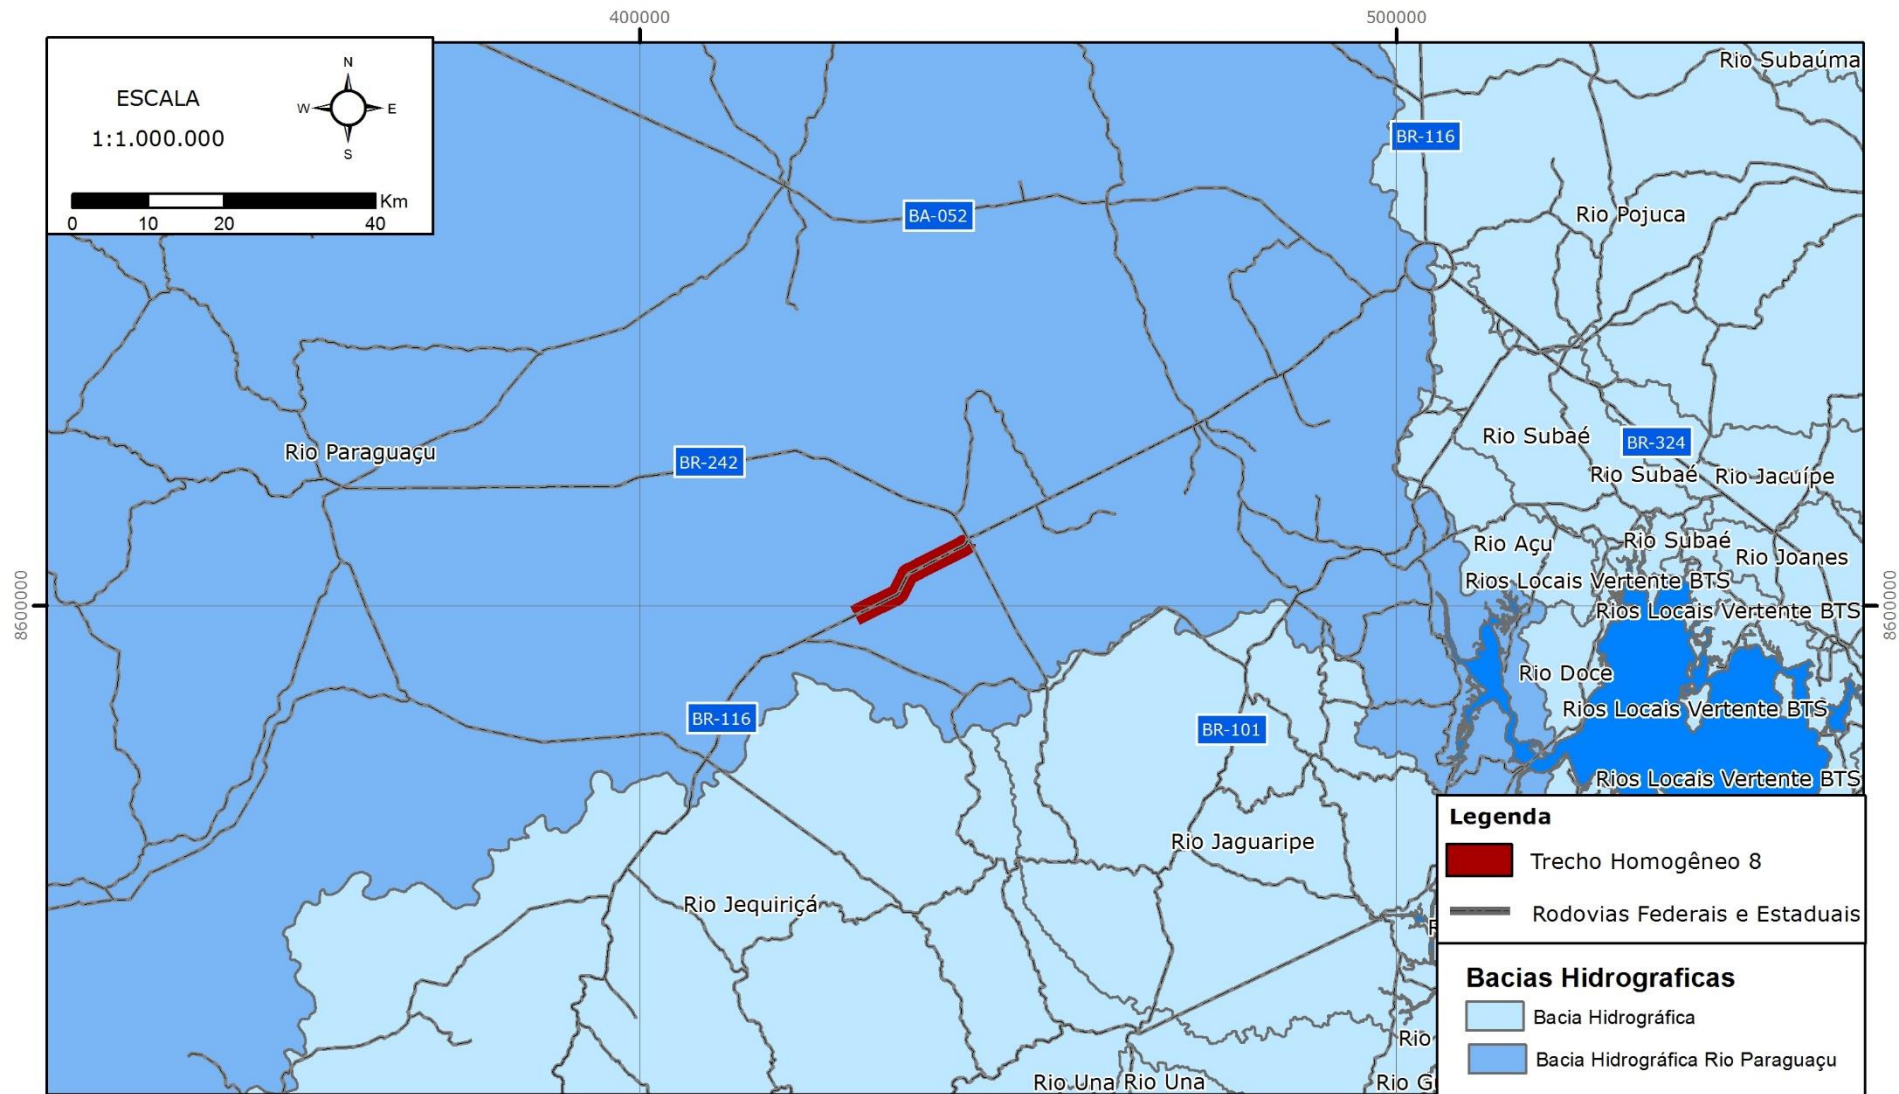 400000
500000
ESCALA
1:1.000.000
N
W
E
S
Km
0
10
20
40
Rio Subaúma
BR-116
BA-052
Rio Pojuca
Rio Paraguaçu
BR-242
Rio Subaé
BR-324
Rio Subaé
Rio Jacuípe
Rio Açu
Rio Subaé
Rio Joanes
Rios Locais Vertente BTS
8600000
8600000
Rios Locais Vertente BTS
Rio Doce
Rios Locais Vertente BTS
BR-116
BR-101
Rios Locais Vertente BTS
Rio Jaguaripe
Rio Jequiriçá
Rio
Rio Una
Rio Una
Rio G
Legenda
Trecho Homogêneo 8
Rodovias Federais e Estaduais
Bacias Hidrograficas
Bacia Hidrográfica
Bacia Hidrográfica Rio Paraguaçu